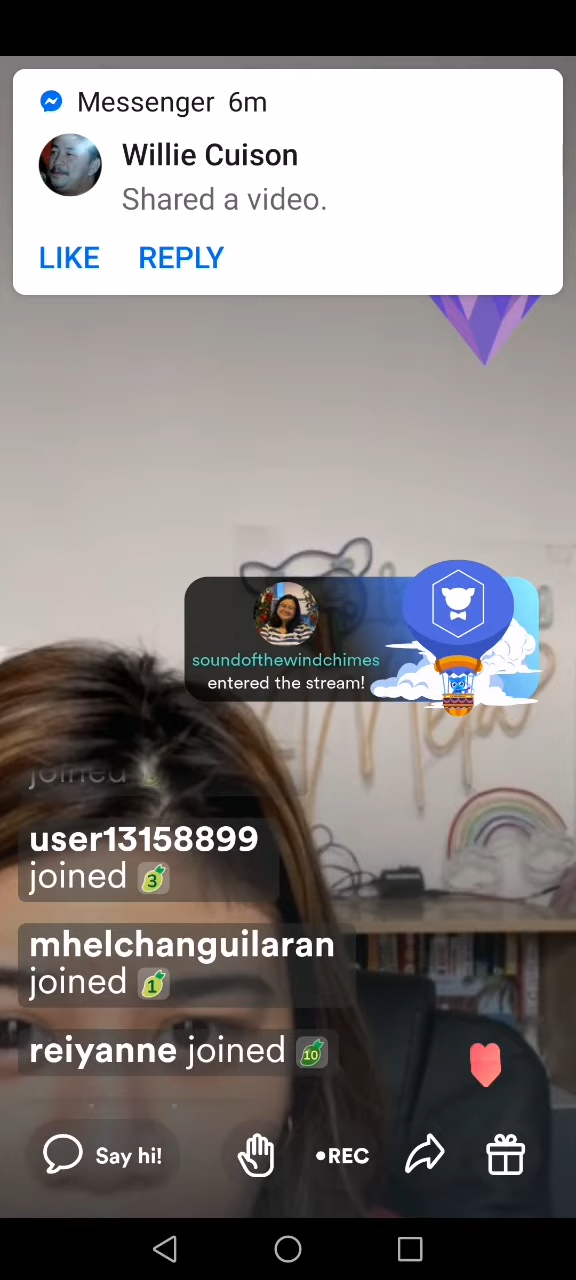 Messenger 6m
Willie Cuison
Shared a video.
LIKE REPLY
soundofthewindchimes
entered the stream!
joined
user13158899
joined 3
mhelchanguilaran
joined 1
reiyanne joined 10
Say hi! •REC